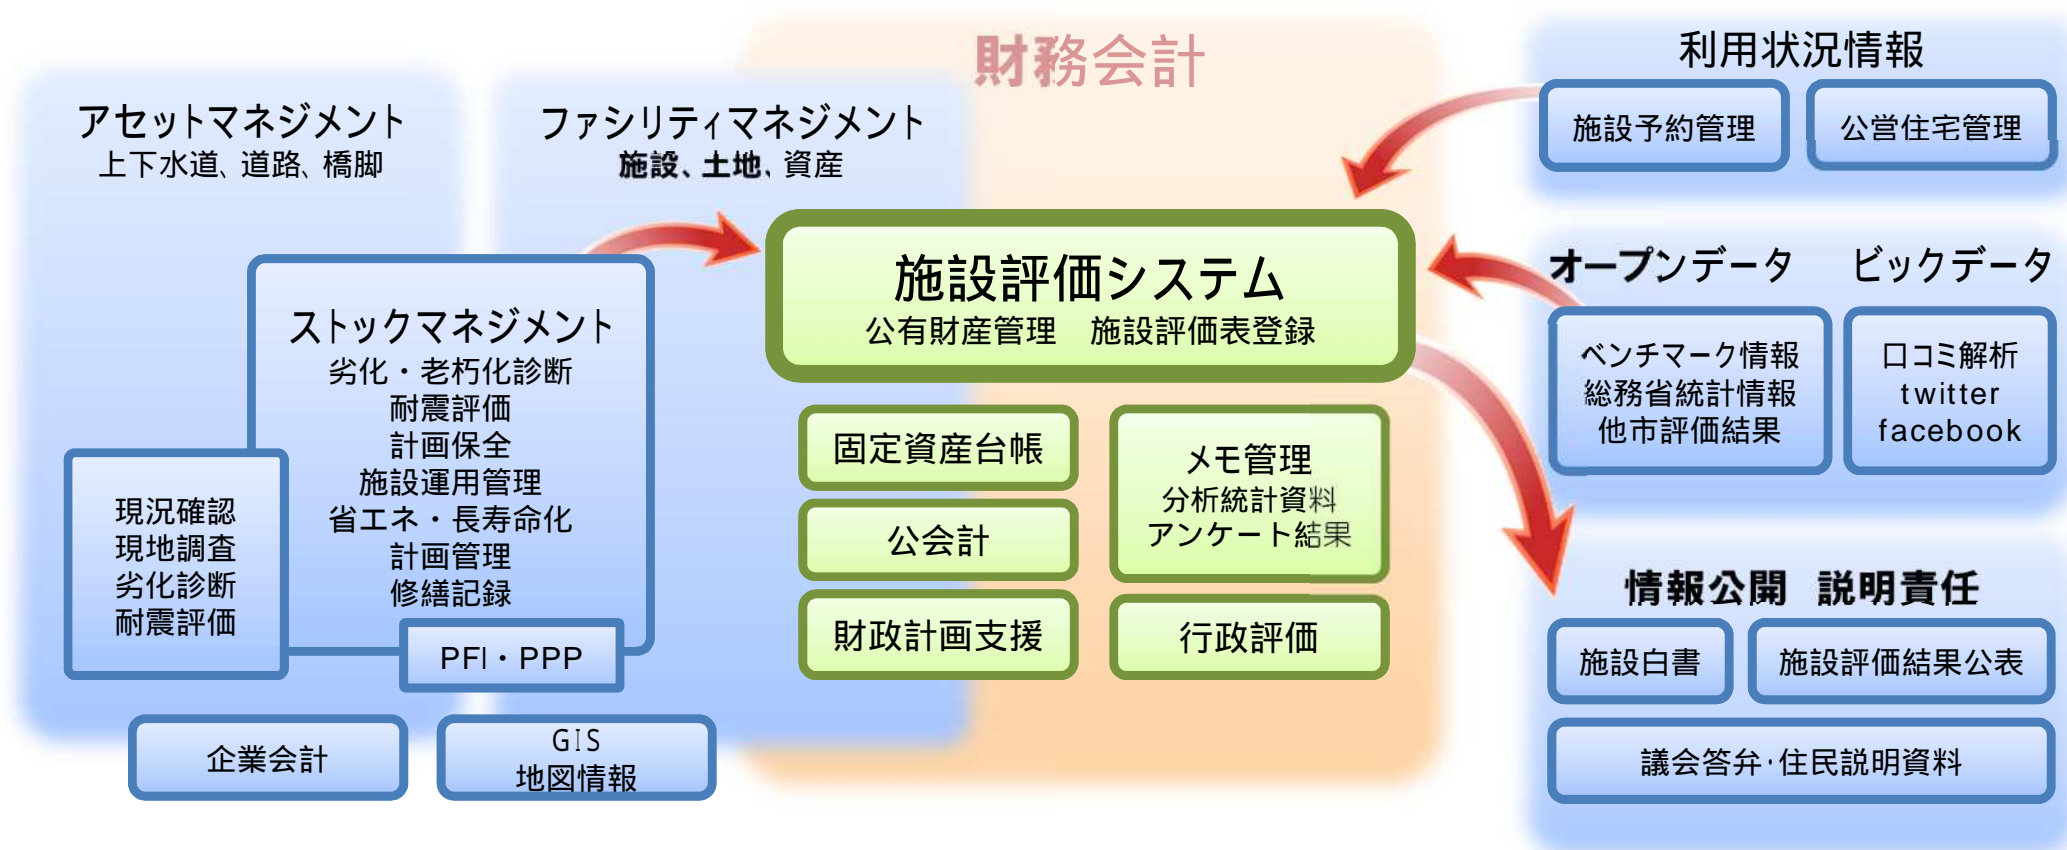 財務会計
アセットマネジメント
上下水道、道路、橋脚
ファシリティマネジメント
施設、土地、資産
ストックマネジメント
劣化・老朽化診断
耐震評価
計画保全
施設運用管理
省エネ・長寿命化
計画管理
修繕記録
現況確認
現地調査
劣化診断
耐震評価
PFI・PPP
企業会計
GIS
地図情報
施設評価システム
公有財産管理　施設評価表登録
固定資産台帳
公会計
財政計画支援
メモ管理
分析統計資料
アンケート結果
行政評価
利用状況情報
施設予約管理
公営住宅管理
オープンデータ
ベンチマーク情報
総務省統計情報
他市評価結果
ビックデータ
口コミ解析
twitter
facebook
情報公開　説明責任
施設白書
施設評価結果公表
議会答弁・住民説明資料